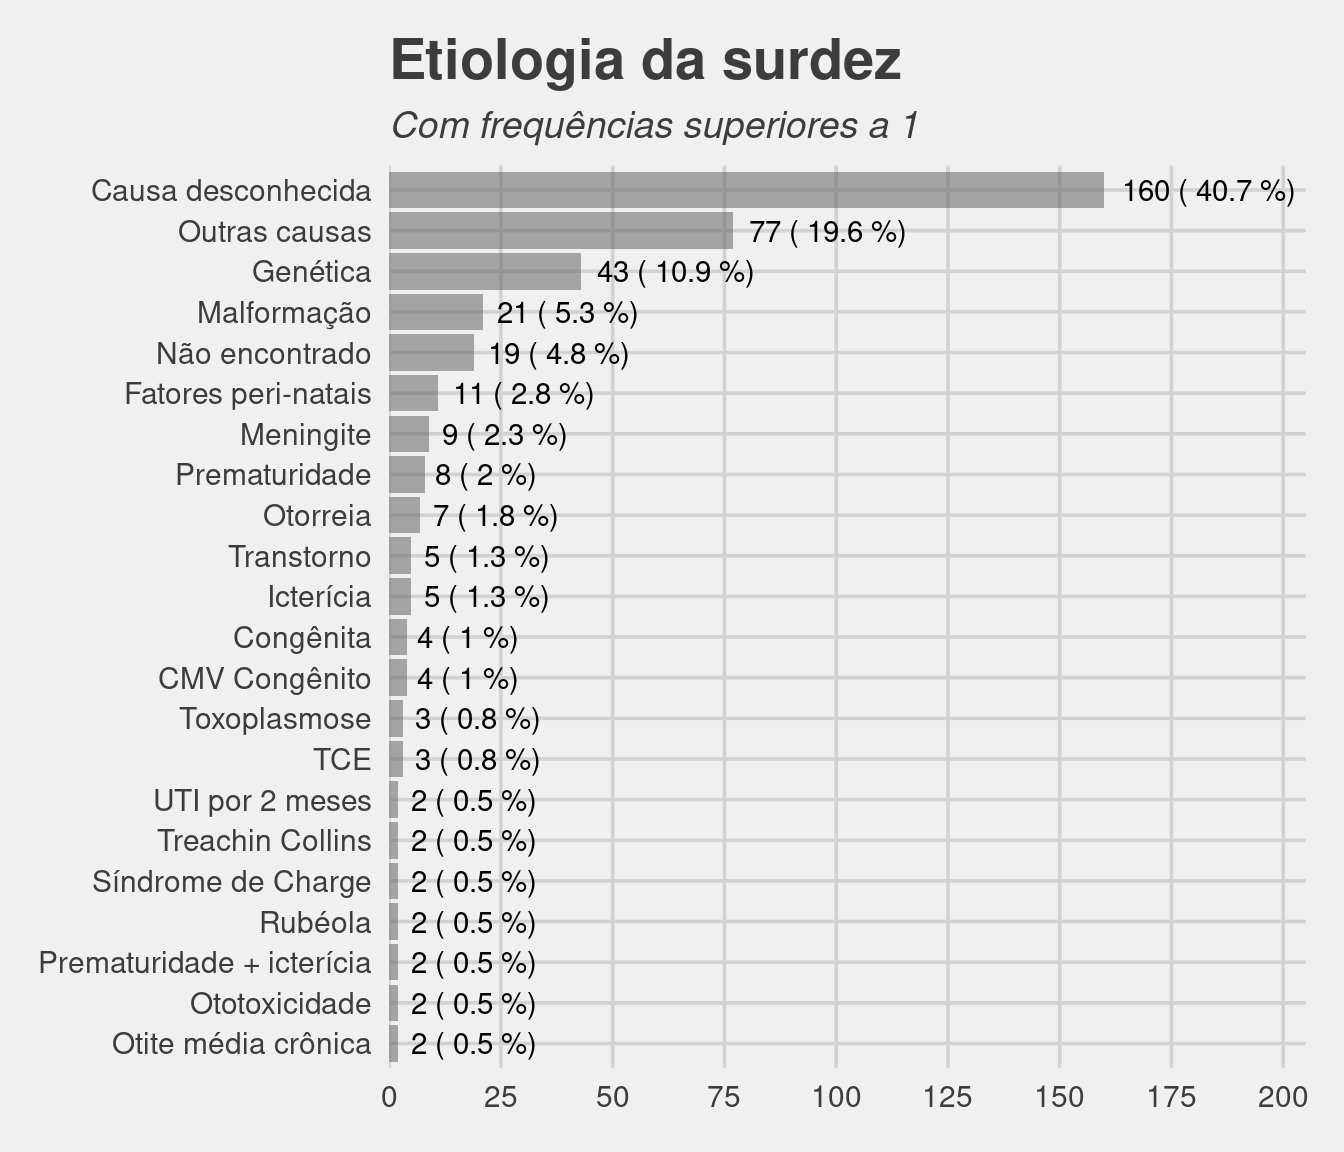 Etiologia da surdez
Com frequências superiores a 1
Causa desconhecida 160 ( 40.7 %)
Outras causas 77 ( 19.6 %)
Genética 43 ( 10.9 %)
Malformação 21 ( 5.3 %)
Não encontrado 19 ( 4.8 %)
Fatores peri-natais 11 ( 2.8 %)
Meningite 9 ( 2.3 %)
Prematuridade 8 ( 2 %)
Otorreia 7 ( 1.8 %)
Transtorno 5 ( 1.3 %)
Icterícia 5 ( 1.3 %)
Congênita 4 ( 1 %)
CMV Congênito 4 ( 1 %)
Toxoplasmose 3 ( 0.8 %)
TCE 3 ( 0.8 %)
UTI por 2 meses 2 ( 0.5 %)
Treachin Collins 2 ( 0.5 %)
Síndrome de Charge 2 ( 0.5 %)
Rubéola 2 ( 0.5 %)
Prematuridade + icterícia 2 ( 0.5 %)
Ototoxicidade 2 ( 0.5 %)
Otite média crônica 2 ( 0.5 %)
0 25 50 75 100 125 150 175 200